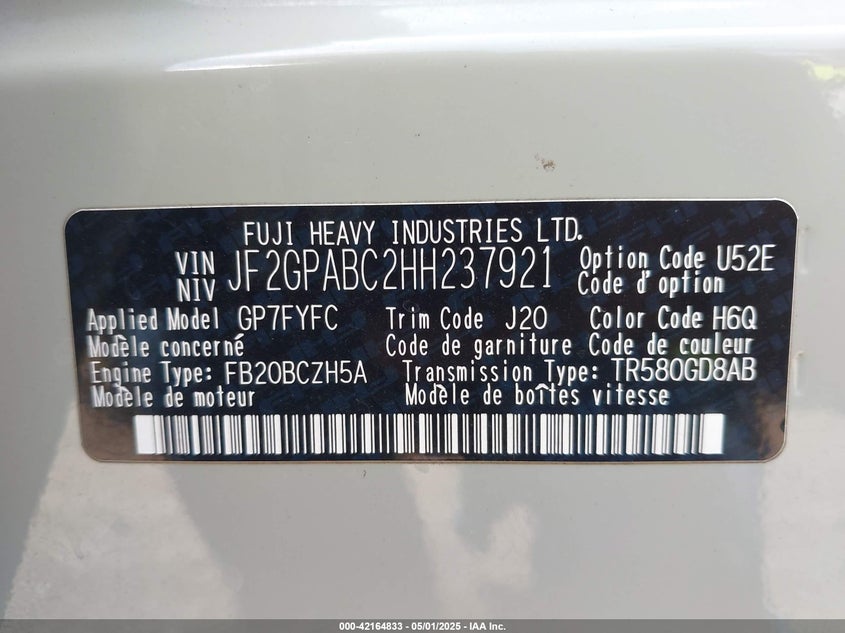 FUJI HEAVY INDUSTRIES LTD.
VIN NIV JF2GPABC2HH237921 Option Code U52E
Code d'option
Applied Model GP7FYFC Trim Code J20 Color Code H6Q
Modèle concerné Code de garniture Code de couleur
Engine Type: FB20BCZH5A Transmission Type: TR580GD8AB
Modèle de moteur Modèle de boîtes vitesse
000-42164833 - 05/01/2025 - IAA Inc.